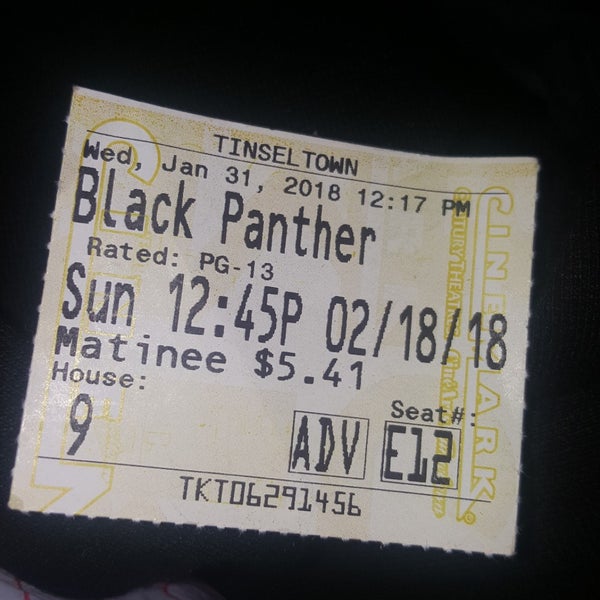 TINSELTOWN
Wed, Jan 31, 2018 12:17 PM
Black Panther
Rated: PG-13
Sun 12:45P 02/18/18
Matinee $5.41
House:
9
Seat#:
ADV E12
TKT06291456
CINEMARK